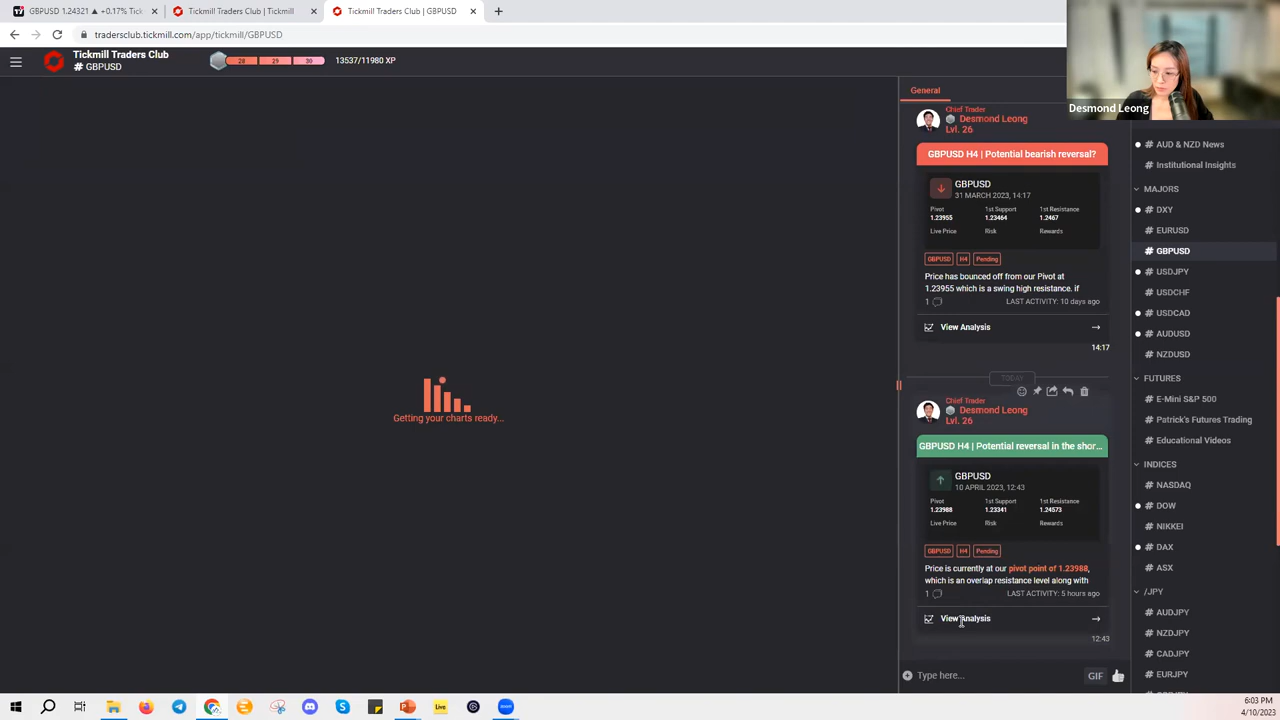 GBPUSD 1.24321 ▲ +0.17% Tick
Tickmill Traders Club | Tickmill
Tickmill Traders Club | GBPUSD
tradersclub.tickmill.com/app/tickmill/GBPUSD
Tickmill Traders Club
# GBPUSD
28 29 30
13537/11980 XP
Desmond Leong
Getting your charts ready...
General
Chief Trader
Desmond Leong
Lvl. 26
GBPUSD H4 | Potential bearish reversal?
GBPUSD
31 MARCH 2023, 14:17
Pivot 1st Support 1st Resistance
1.23955 1.23464 1.2467
Live Price Risk Rewards
GBPUSD H4 Pending
Price has bounced off from our Pivot at
1.23955 which is a swing high resistance. if
1 LAST ACTIVITY: 10 days ago
View Analysis →
14:17
TODAY
Chief Trader
Desmond Leong
Lvl. 26
GBPUSD H4 | Potential reversal in the shor...
GBPUSD
10 APRIL 2023, 12:43
Pivot 1st Support 1st Resistance
1.23988 1.23341 1.24573
Live Price Risk Rewards
GBPUSD H4 Pending
Price is currently at our pivot point of 1.23988,
which is an overlap resistance level along with
1 LAST ACTIVITY: 5 hours ago
View Analysis →
12:43
Type here...
GIF
# AUD & NZD News
# Institutional Insights
MAJORS
# DXY
# EURUSD
# GBPUSD
# USDJPY
# USDCHF
# USDCAD
# AUDUSD
# NZDUSD
FUTURES
# E-Mini S&P 500
# Patrick's Futures Trading
# Educational Videos
INDICES
# NASDAQ
# DOW
# NIKKEI
# DAX
# ASX
/JPY
# AUDJPY
# NZDJPY
# CADJPY
# EURJPY
Live
zoom
6:03 PM
4/10/2023